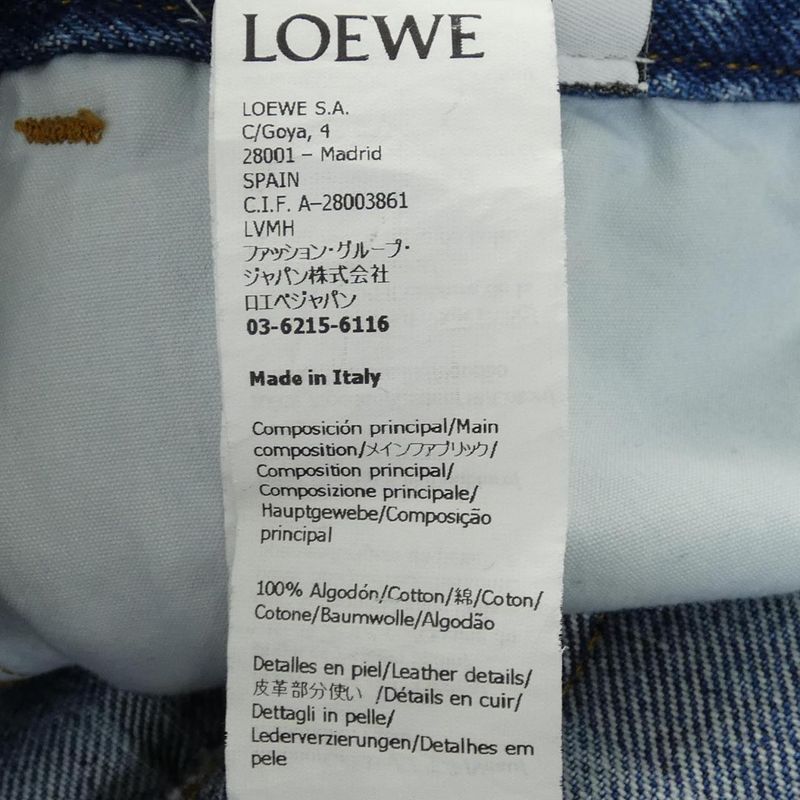 LOEWE
LOEWE S.A.
C/Goya, 4
28001 – Madrid
SPAIN
C.I.F. A–28003861
LVMH
ファッション・グループ・
ジャパン株式会社
ロエベジャパン
03-6215-6116
Made in Italy
Composición principal/Main
composition/メインファブリック/
Composition principal/
Composizione principale/
Hauptgewebe/Composição
principal
100% Algodón/Cotton/綿/Coton/
Cotone/Baumwolle/Algodão
Detalles en piel/Leather details/
皮革部分使い /Détails en cuir/
Dettagli in pelle/
Lederverzierungen/Detalhes em
pele